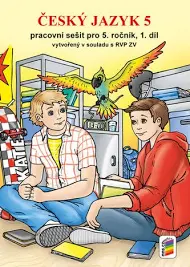 ČESKÝ JAZYK 5
pracovní sešit pro 5. ročník, 1. díl
vytvořený v souladu s RVP ZV